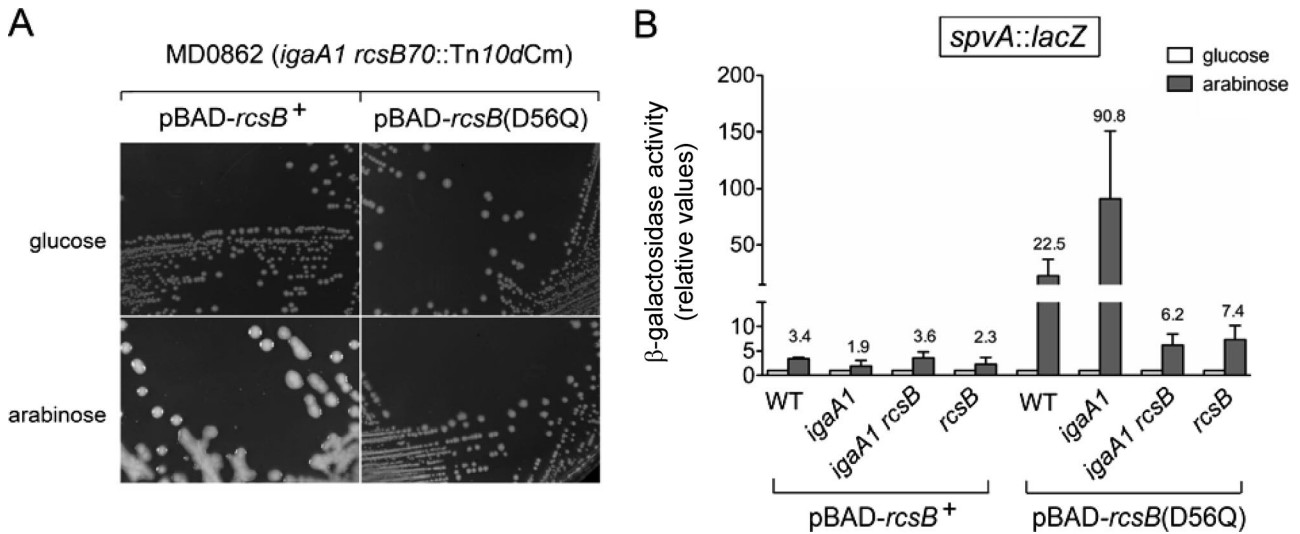 A
MD0862 (igaA1 rcsB70::Tn10dCm)
pBAD-rcsB+
pBAD-rcsB(D56Q)
glucose
arabinose
B
spvA::lacZ
glucose
arabinose
β-galactosidase activity
(relative values)
200
150
100
50
10
5
0
3.4
1.9
3.6
2.3
22.5
90.8
6.2
7.4
WT
igaA1
igaA1 rcsB
rcsB
WT
igaA1
igaA1 rcsB
rcsB
pBAD-rcsB+
pBAD-rcsB(D56Q)